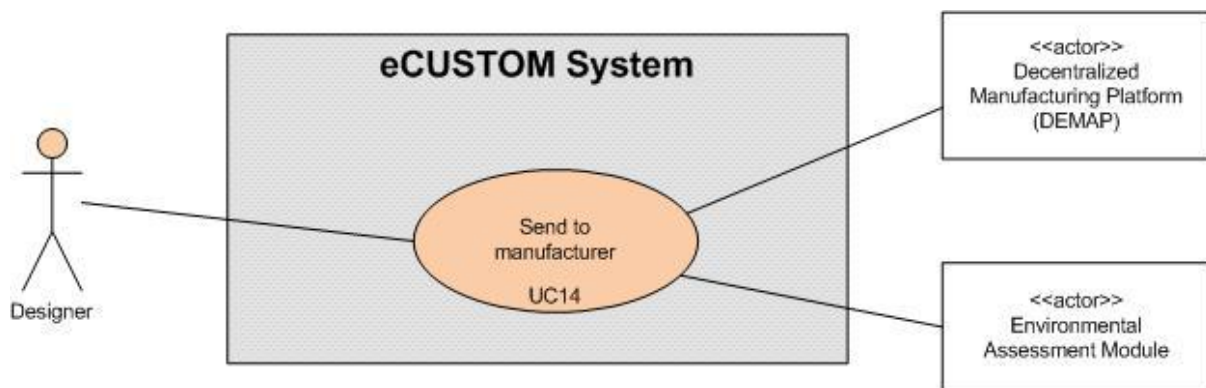 eCUSTOM System
<<actor>>
Decentralized
Manufacturing Platform
(DEMAP)
Send to
manufacturer
UC14
Designer
<<actor>>
Environmental
Assessment Module